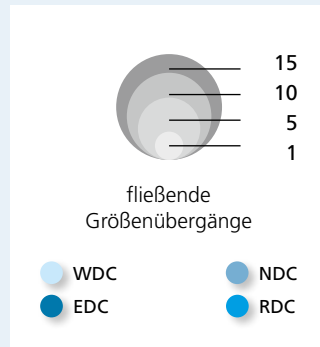 15
10
5
1
fließende
Größenübergänge
WDC NDC
EDC RDC